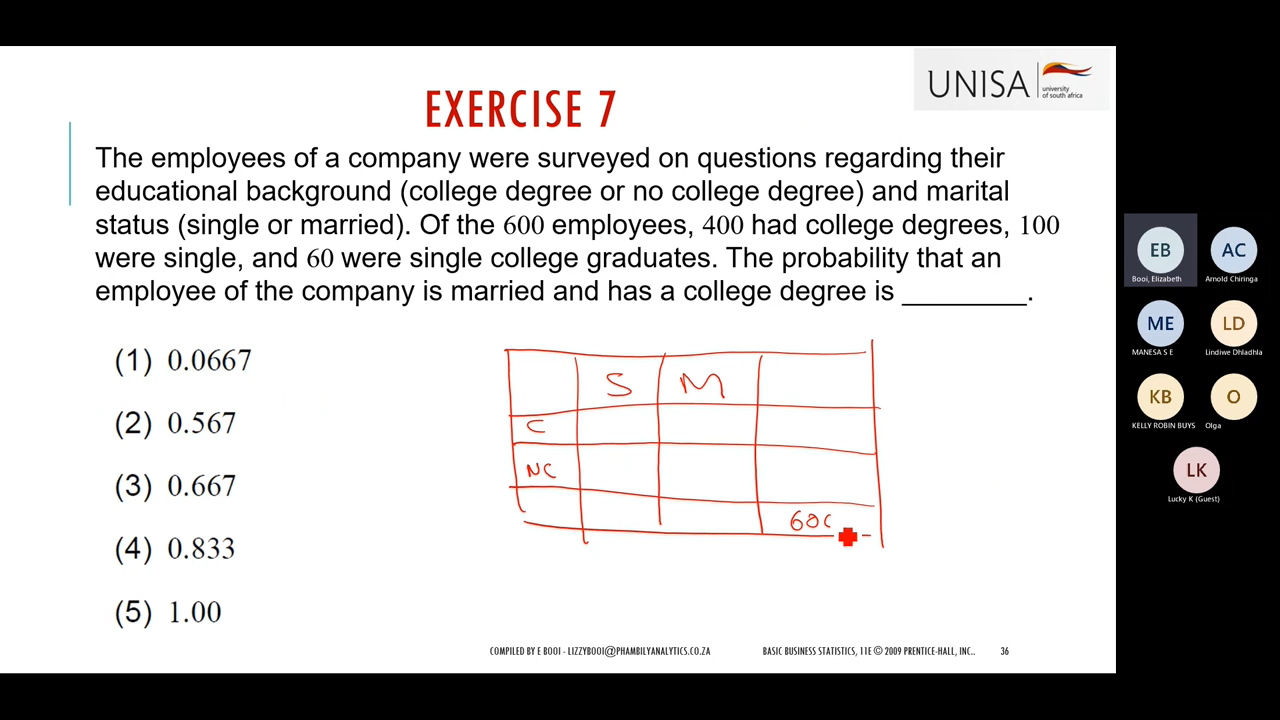 UNISA
university
of south africa
EXERCISE 7
The employees of a company were surveyed on questions regarding their
educational background (college degree or no college degree) and marital
status (single or married). Of the 600 employees, 400 had college degrees, 100
were single, and 60 were single college graduates. The probability that an
employee of the company is married and has a college degree is _________.
(1) 0.0667
(2) 0.567
(3) 0.667
(4) 0.833
(5) 1.00
S M
C
NC
600
COMPILED BY E BOOI - LIZZYBOOI@PHAMBILYANALYTICS.CO.ZA
BASIC BUSINESS STATISTICS, 11E © 2009 PRENTICE-HALL, INC..
36
EB
Booi, Elizabeth
AC
Arnold Chiringa
ME
MANESA S E
LD
Lindiwe Dhladhla
KB
KELLY ROBIN BUYS
O
Olga
LK
Lucky K (Guest)